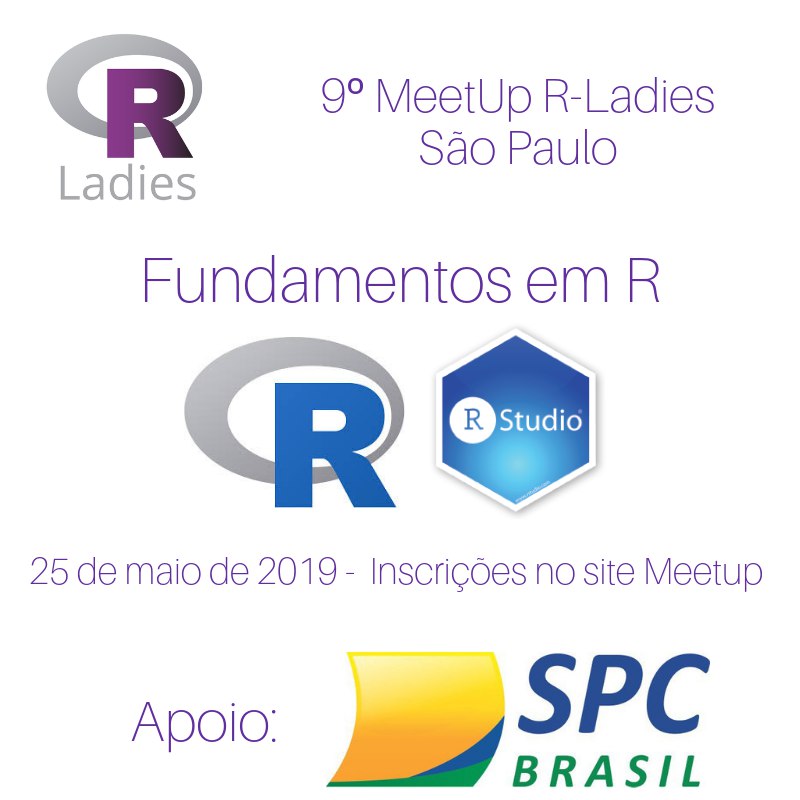 R
Ladies
9º MeetUp R-Ladies
São Paulo
Fundamentos em R
R
R Studio®
25 de maio de 2019 - Inscrições no site Meetup
Apoio:
SPC
BRASIL